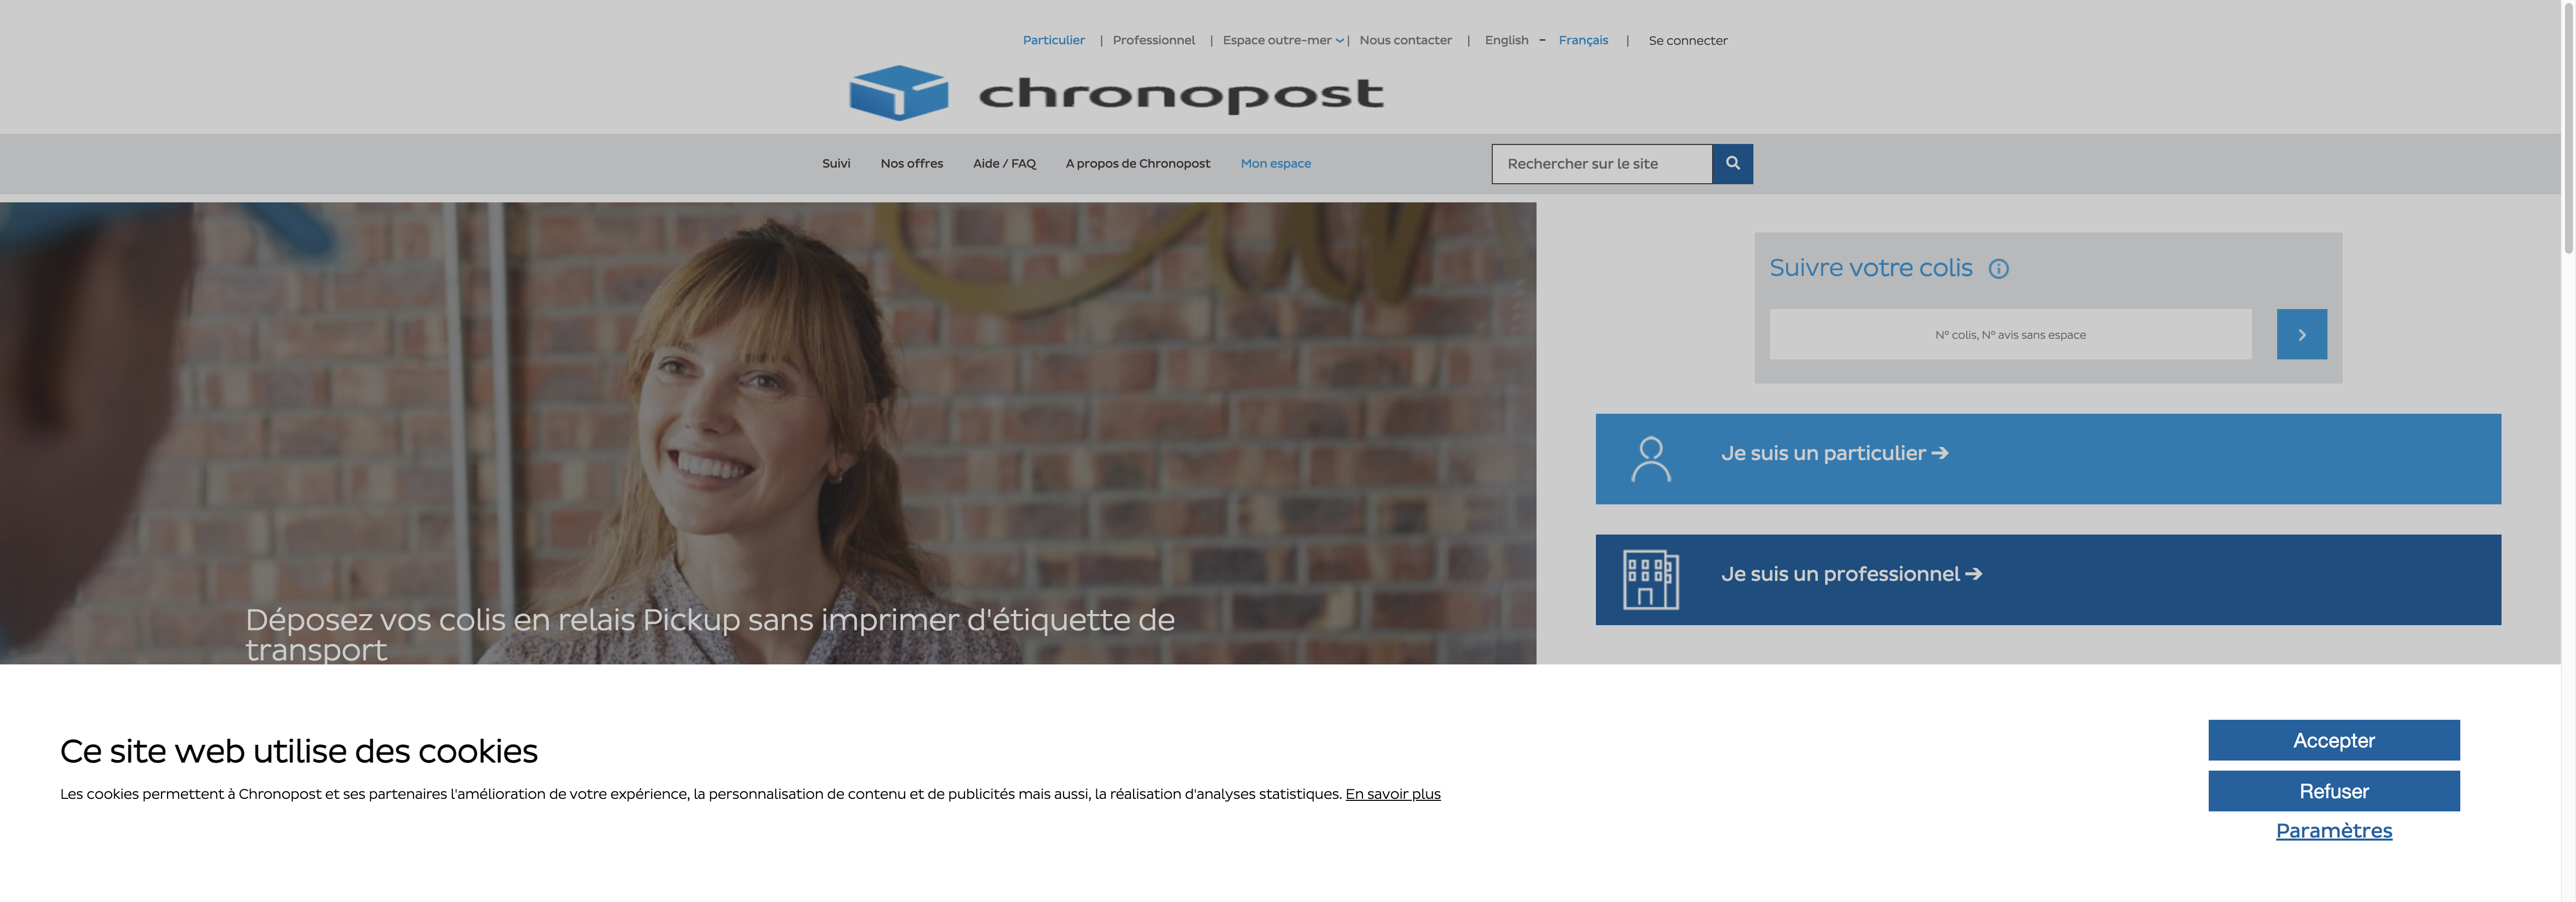 Particulier | Professionnel | Espace outre-mer | Nous contacter | English - Français | Se connecter
chronopost
Suivi Nos offres Aide / FAQ A propos de Chronopost Mon espace Rechercher sur le site
Suivre votre colis
N° colis, N° avis sans espace
Je suis un particulier →
Je suis un professionnel →
Déposez vos colis en relais Pickup sans imprimer d'étiquette de
transport
Ce site web utilise des cookies
Les cookies permettent à Chronopost et ses partenaires l'amélioration de votre expérience, la personnalisation de contenu et de publicités mais aussi, la réalisation d'analyses statistiques. En savoir plus
Accepter
Refuser
Paramètres